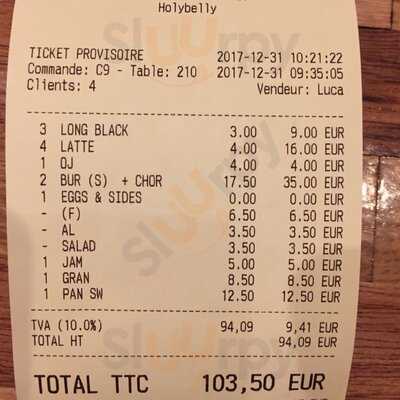 Holybelly
TICKET PROVISOIRE 2017-12-31 10:21:22
Commande: C9 - Table: 210 2017-12-31 09:35:05
Clients: 4 Vendeur: Luca
3 LONG BLACK 3.00 9.00 EUR
4 LATTE 4.00 16.00 EUR
1 OJ 4.00 4.00 EUR
2 BUR (S) + CHOR 17.50 35.00 EUR
1 EGGS & SIDES 0.00 0.00 EUR
- (F) 6.50 6.50 EUR
- AL 3.50 3.50 EUR
- SALAD 3.50 3.50 EUR
1 JAM 5.00 5.00 EUR
1 GRAN 8.50 8.50 EUR
1 PAN SW 12.50 12.50 EUR
TVA (10.0%) 94,09 9,41 EUR
TOTAL HT 94,09 EUR
TOTAL TTC 103,50 EUR
sluurpy
sluurpy
sluurpy